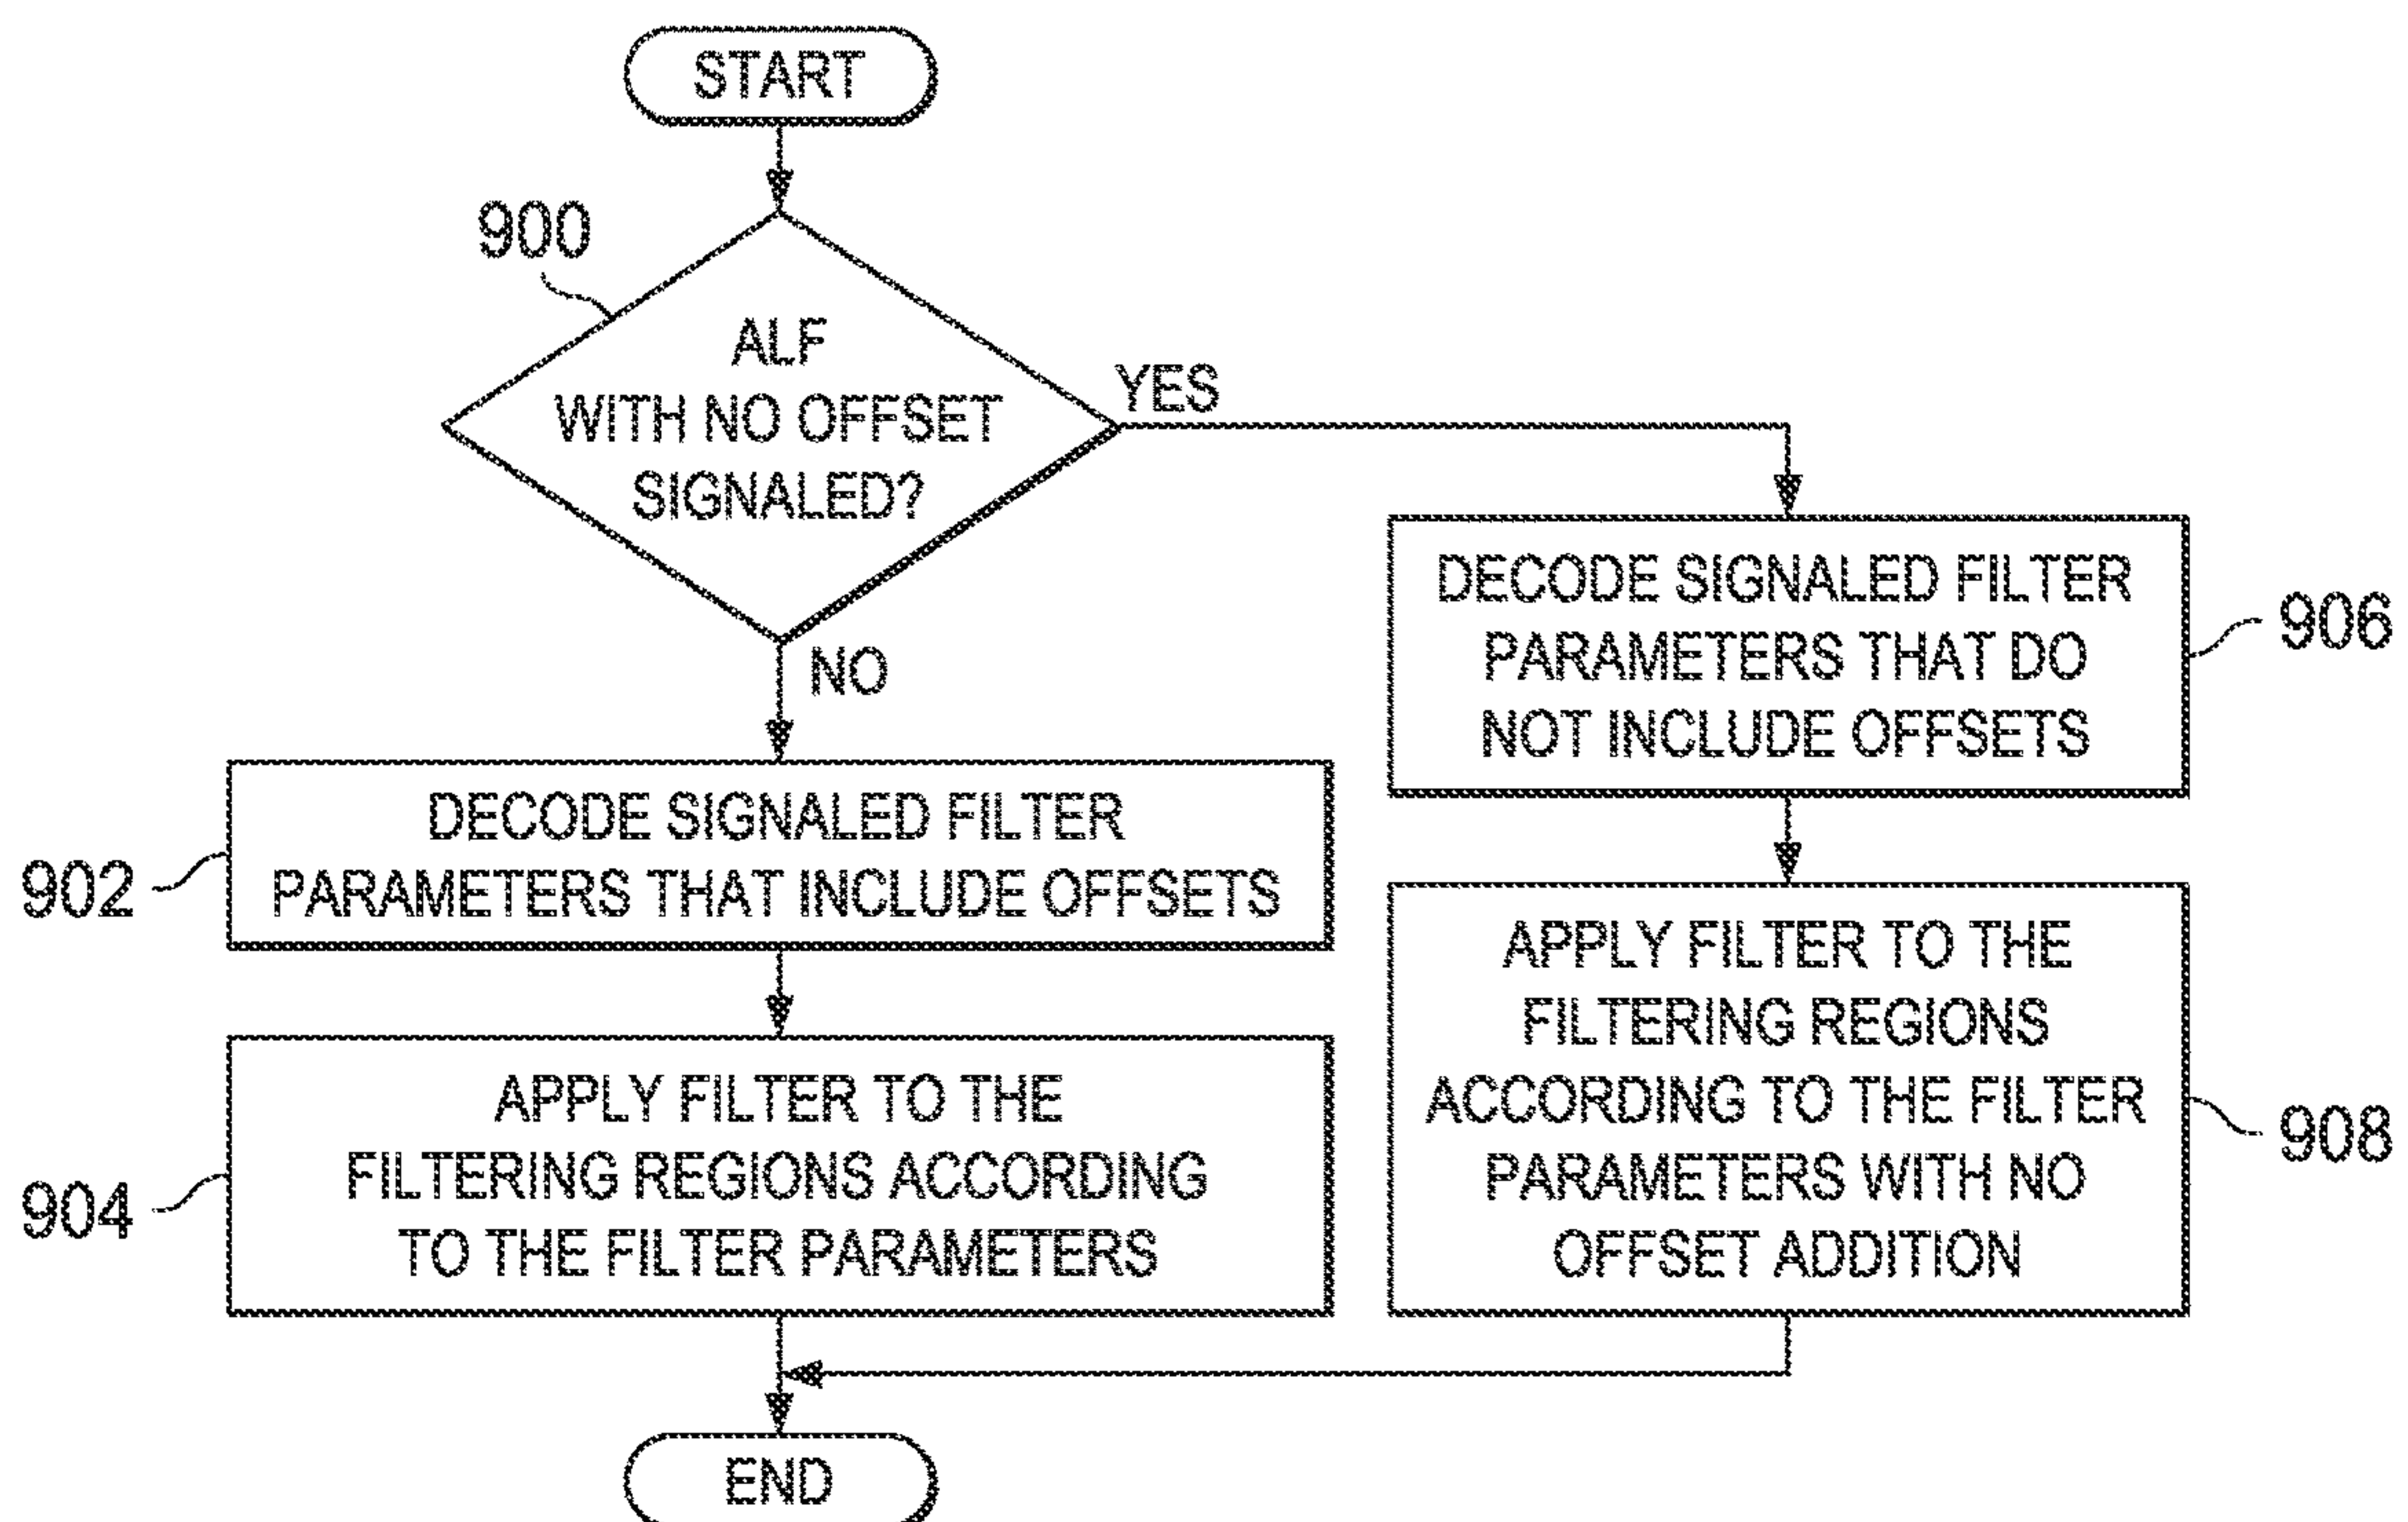 START
900
ALF
WITH NO OFFSET
SIGNALED?
YES
NO
DECODE SIGNALED FILTER
PARAMETERS THAT DO
NOT INCLUDE OFFSETS
906
902
DECODE SIGNALED FILTER
PARAMETERS THAT INCLUDE OFFSETS
904
APPLY FILTER TO THE
FILTERING REGIONS ACCORDING
TO THE FILTER PARAMETERS
APPLY FILTER TO THE
FILTERING REGIONS
ACCORDING TO THE FILTER
PARAMETERS WITH NO
OFFSET ADDITION
908
END